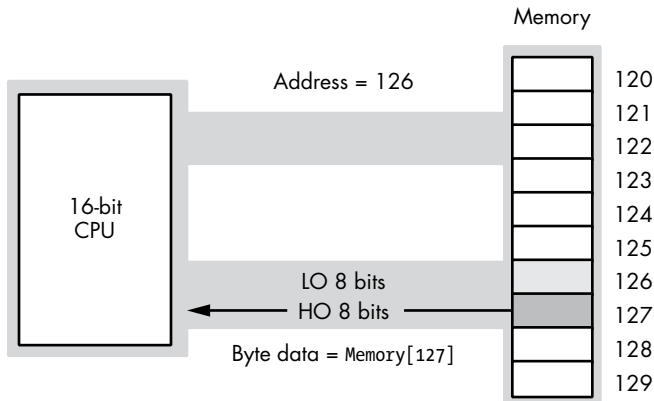 Memory
Address = 126
120
121
122
123
124
125
126
127
128
129
16-bit
CPU
LO 8 bits
HO 8 bits
Byte data = Memory[127]